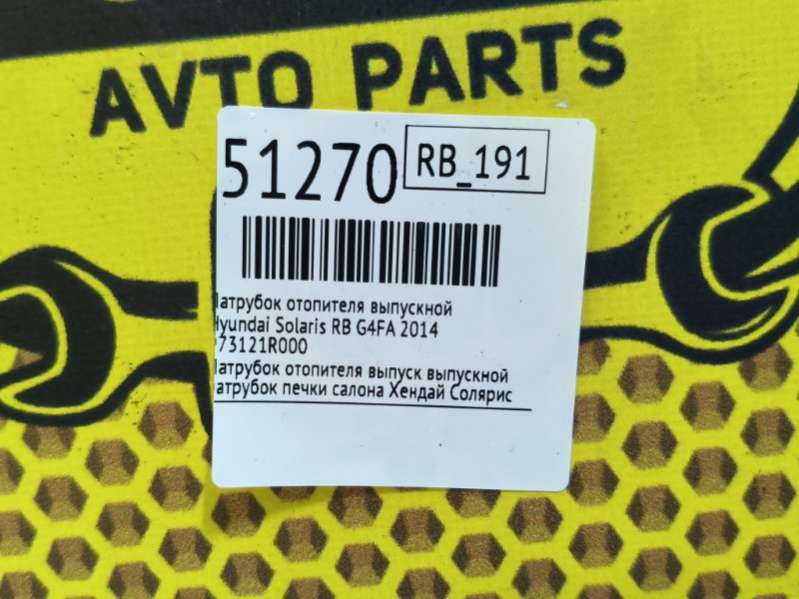 AVTO PARTS
51270
RB_191
атрубок отопителя выпускной
yundai Solaris RB G4FA 2014
73121R000
атрубок отопителя выпуск выпускной
атрубок печки салона Хендай Солярис